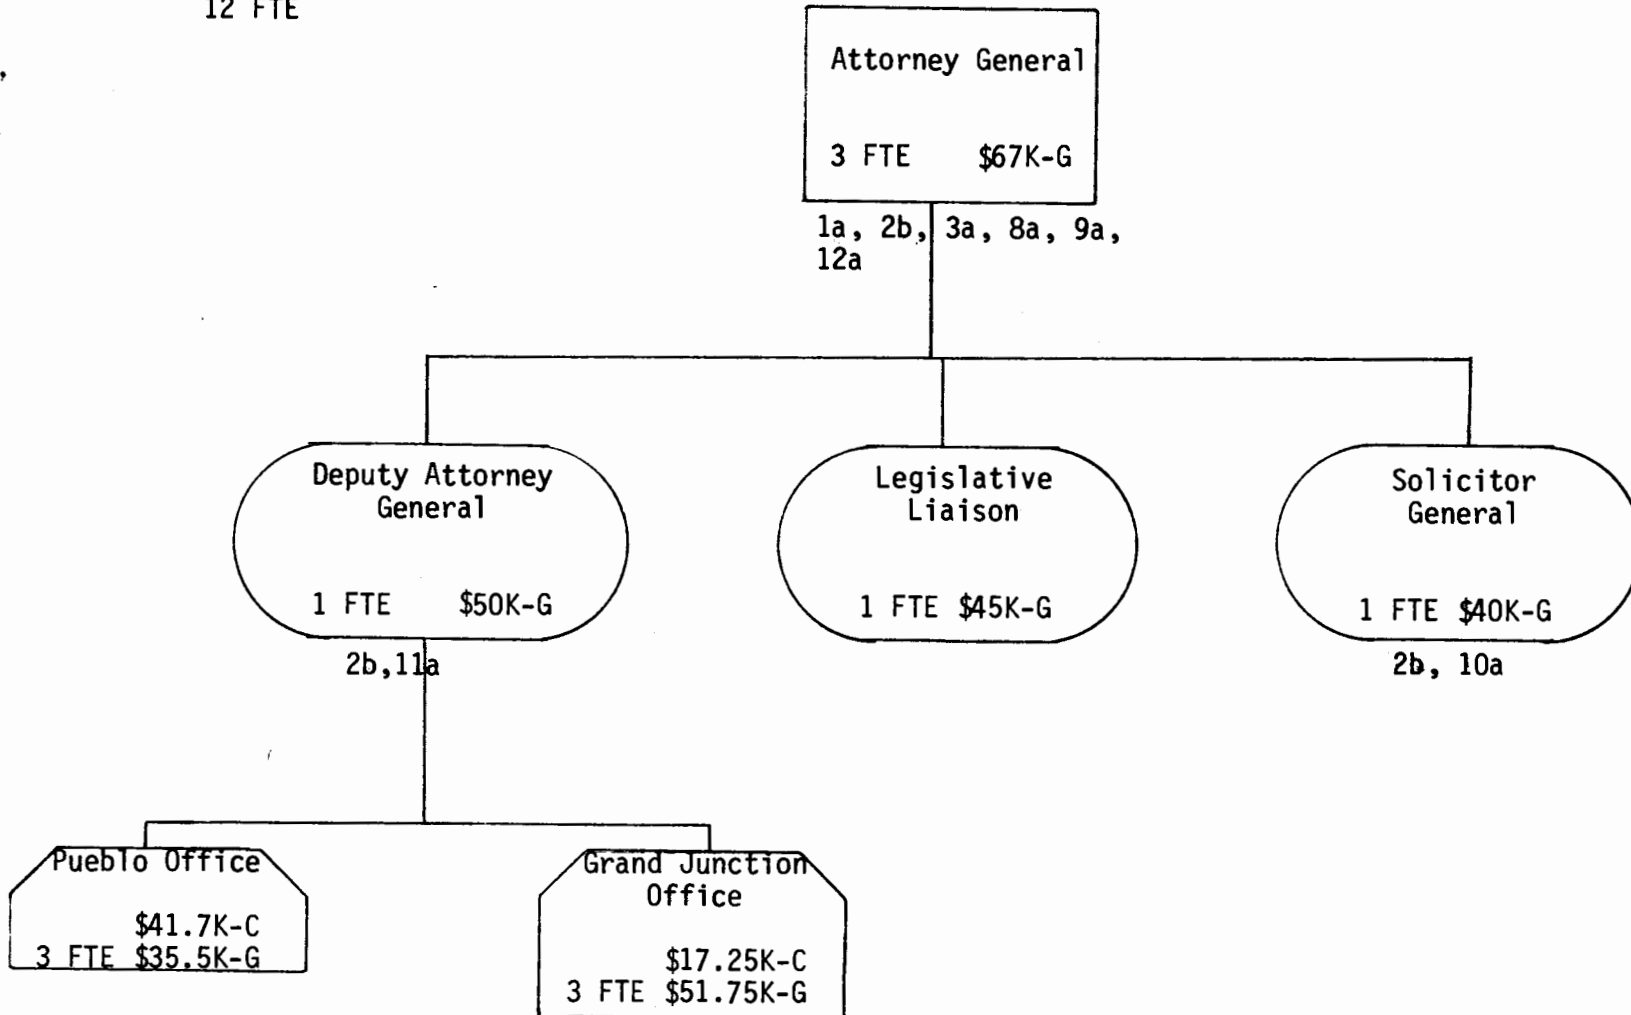 12 FTE
Attorney General
3 FTE $67K-G
1a, 2b, 3a, 8a, 9a,
12a
Deputy Attorney
General
1 FTE $50K-G
2b,11a
Legislative
Liaison
1 FTE $45K-G
Solicitor
General
1 FTE $40K-G
2b, 10a
Pueblo Office
$41.7K-C
3 FTE $35.5K-G
Grand Junction
Office
$17.25K-C
3 FTE $51.75K-G